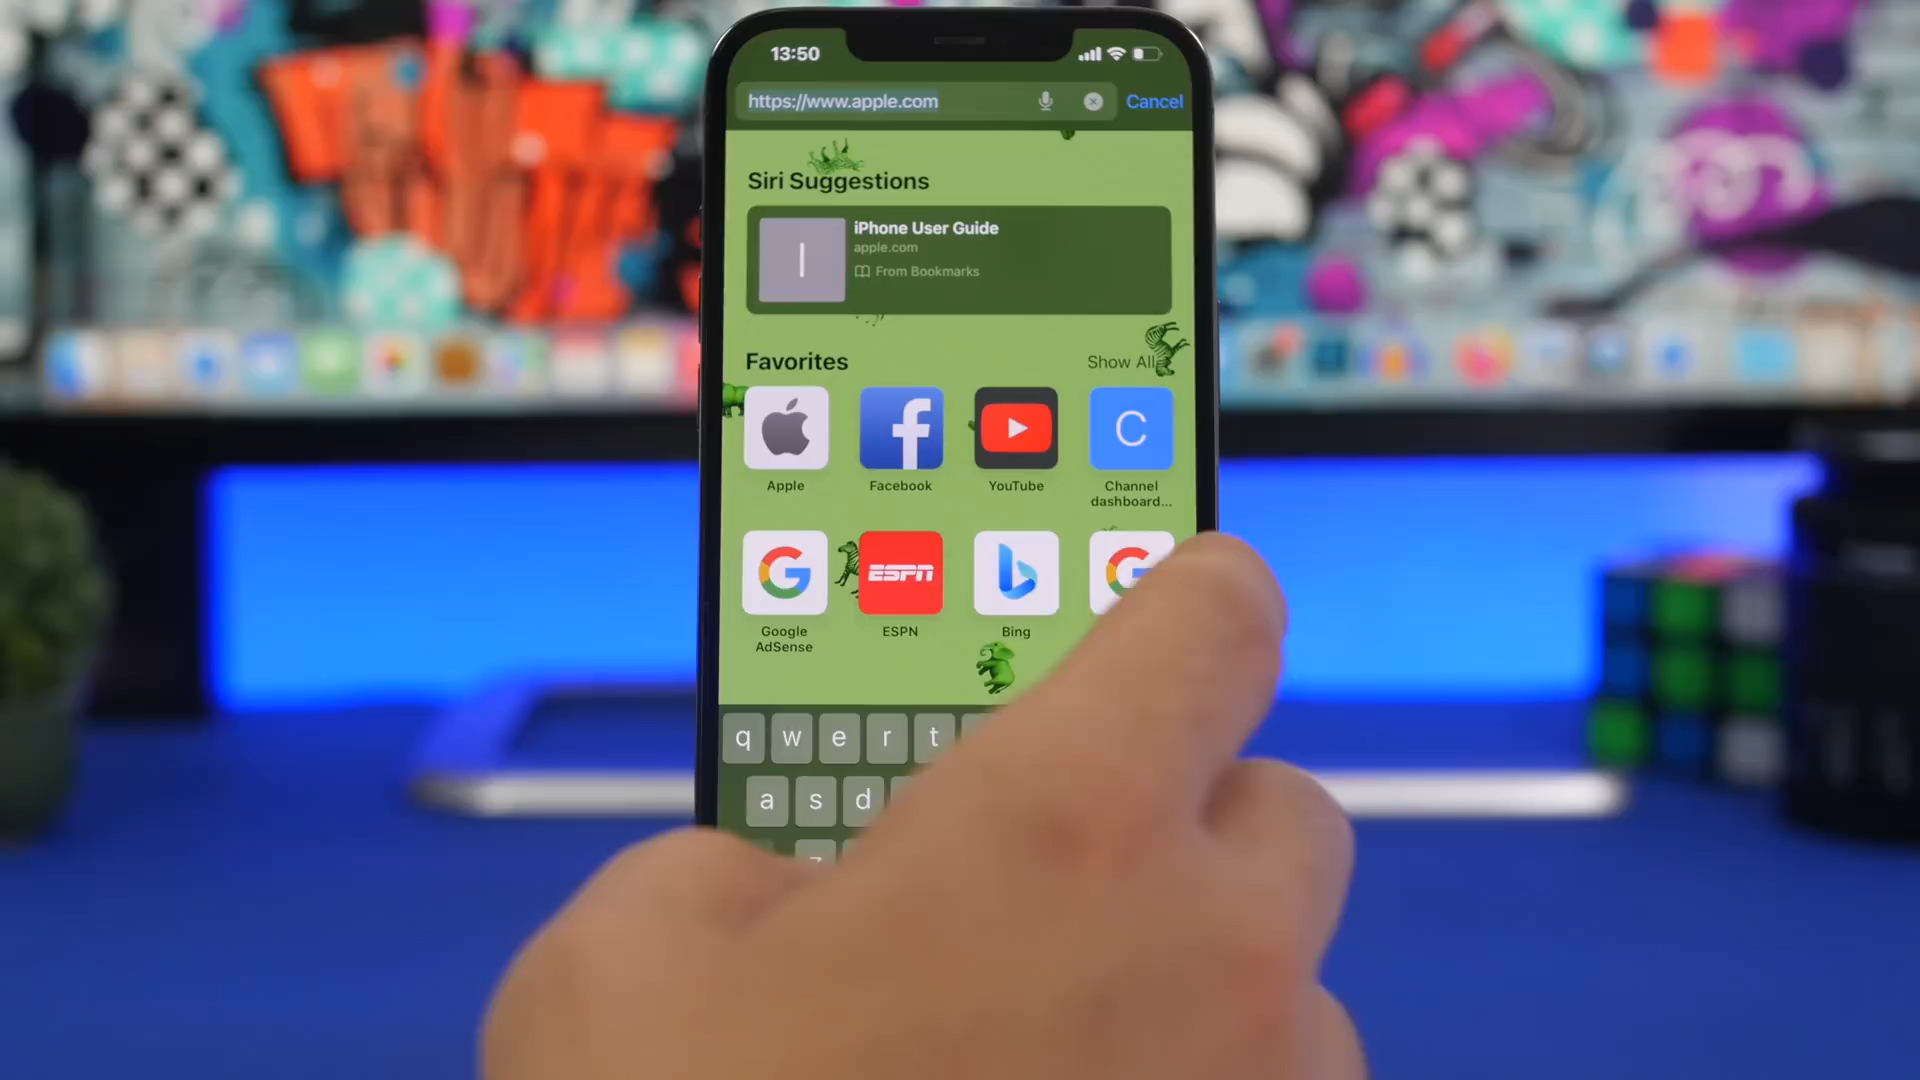 13:50
https://www.apple.com
Cancel
Siri Suggestions
I
iPhone User Guide
apple.com
From Bookmarks
Favorites
Show All
C
Apple
Facebook
YouTube
Channel
dashboard...
G
ESPN
G
Google
AdSense
ESPN
Bing
q w e r t
a s d
z